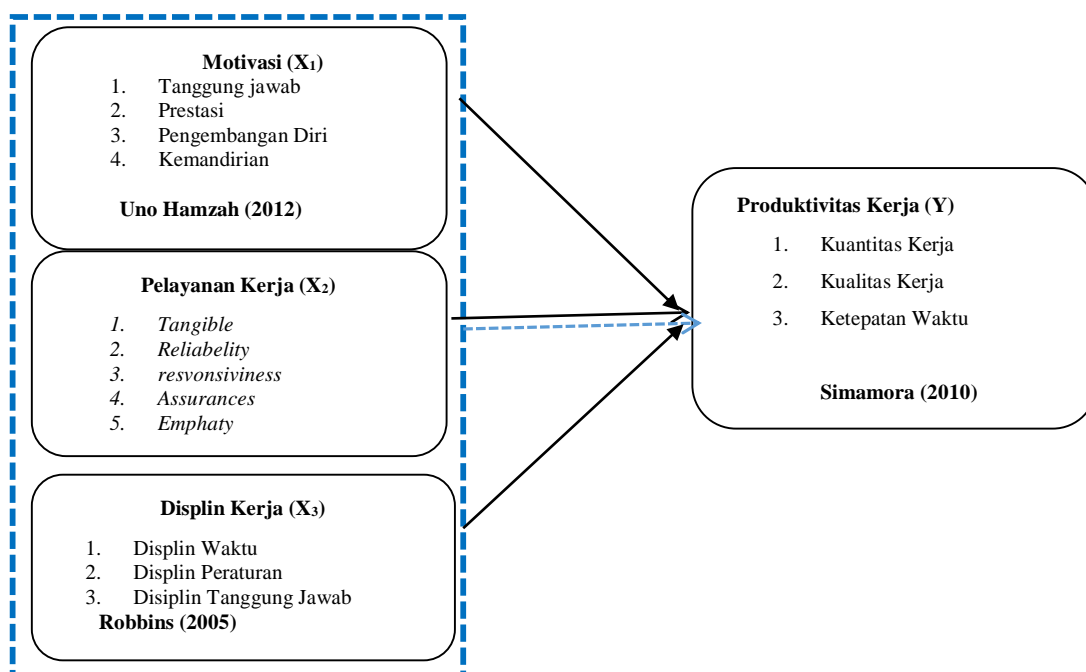 Motivasi (X₁)
1. Tanggung jawab
2. Prestasi
3. Pengembangan Diri
4. Kemandirian
Uno Hamzah (2012)
Pelayanan Kerja (X₂)
1. Tangible
2. Reliabelity
3. resvonsiviness
4. Assurances
5. Emphaty
Displin Kerja (X₃)
1. Displin Waktu
2. Displin Peraturan
3. Disiplin Tanggung Jawab
Robbins (2005)
Produktivitas Kerja (Y)
1. Kuantitas Kerja
2. Kualitas Kerja
3. Ketepatan Waktu
Simamora (2010)